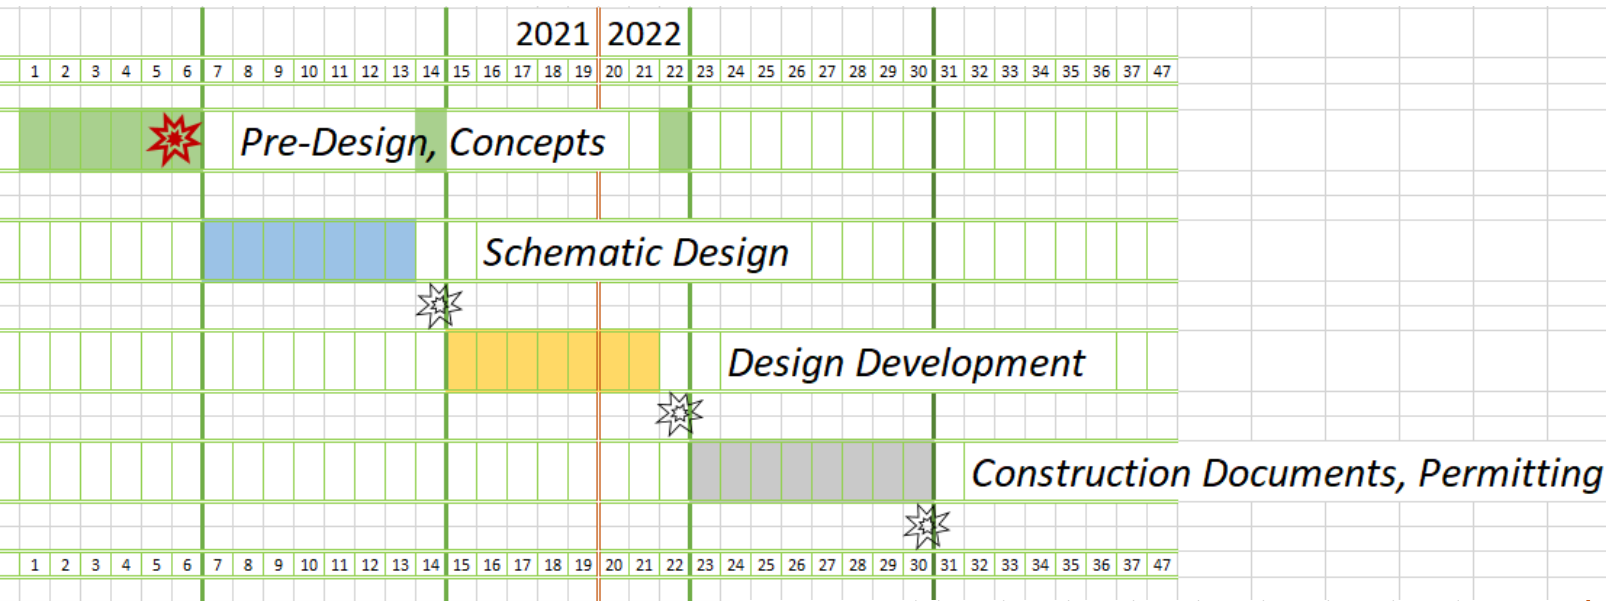 2021 2022
1 2 3 4 5 6 7 8 9 10 11 12 13 14 15 16 17 18 19 20 21 22 23 24 25 26 27 28 29 30 31 32 33 34 35 36 37 47
Pre-Design, Concepts
Schematic Design
Design Development
Construction Documents, Permitting
1 2 3 4 5 6 7 8 9 10 11 12 13 14 15 16 17 18 19 20 21 22 23 24 25 26 27 28 29 30 31 32 33 34 35 36 37 47